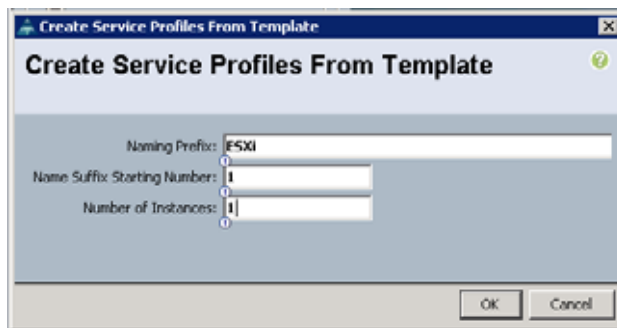 Create Service Profiles From Template
Create Service Profiles From Template
Naming Prefix: ESXi
Name Suffix Starting Number: 1
Number of Instances: 1
OK Cancel